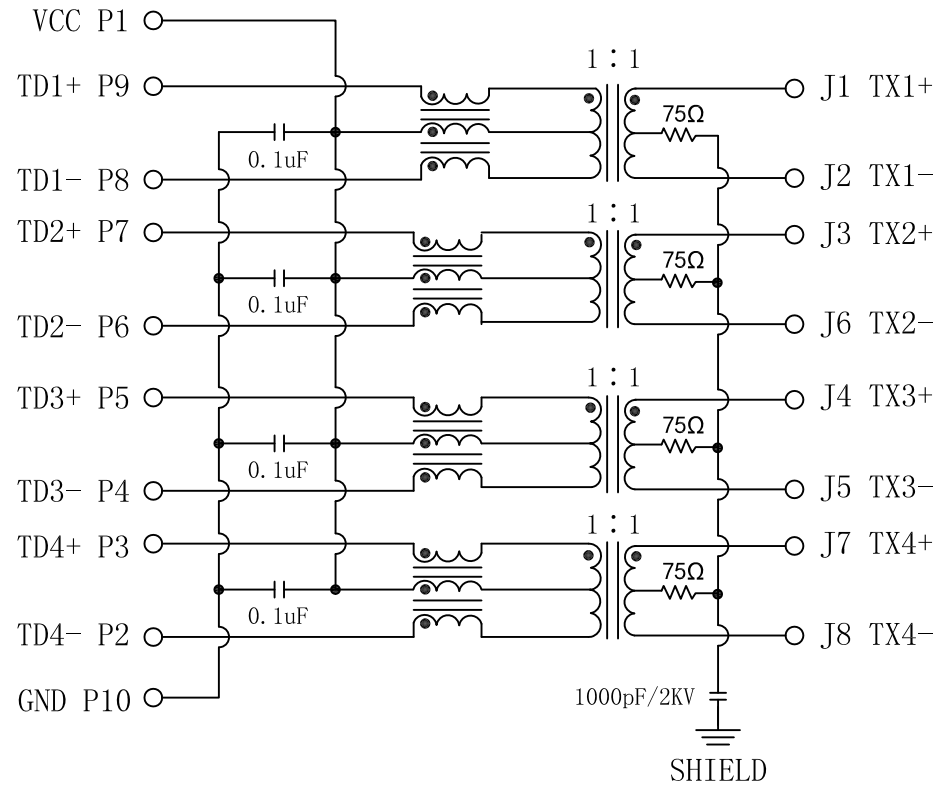 VCC P1
1:1
TD1+ P9
J1 TX1+
75Ω
0.1uF
TD1- P8
J2 TX1-
1:1
TD2+ P7
J3 TX2+
75Ω
0.1uF
TD2- P6
J6 TX2-
1:1
TD3+ P5
J4 TX3+
75Ω
0.1uF
TD3- P4
J5 TX3-
1:1
TD4+ P3
J7 TX4+
75Ω
0.1uF
TD4- P2
J8 TX4-
GND P10
1000pF/2KV
SHIELD